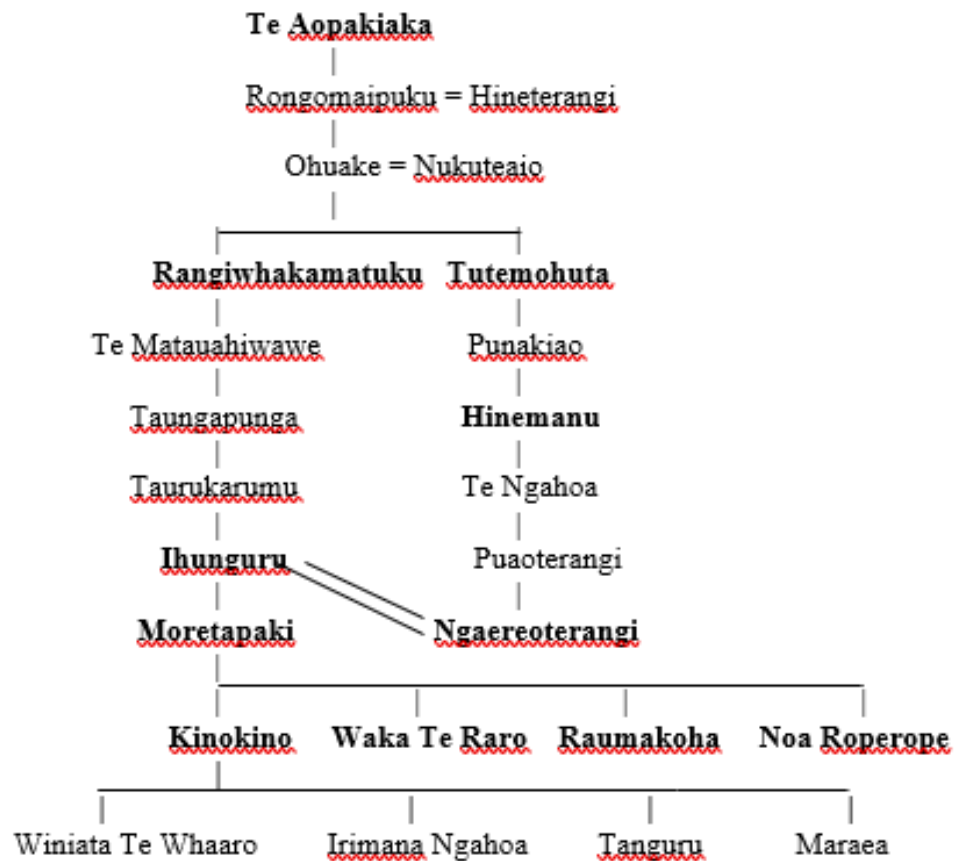 Te Aopakiaka
Rongomaipuku = Hineterangi
Ohuake = Nukuteaio
Rangiwhakamatuku Tutemohuta
Te Matauahiwawe Punakiao
Taungapunga Hinemanu
Taurukarumu Te Ngahoa
Ihunguru Puaoterangi
Moretapaki Ngaereoterangi
Kinokino Waka Te Raro Raumakoha Noa Roperope
Winiata Te Whaaro Irimana Ngahoa Tanguru Maraea